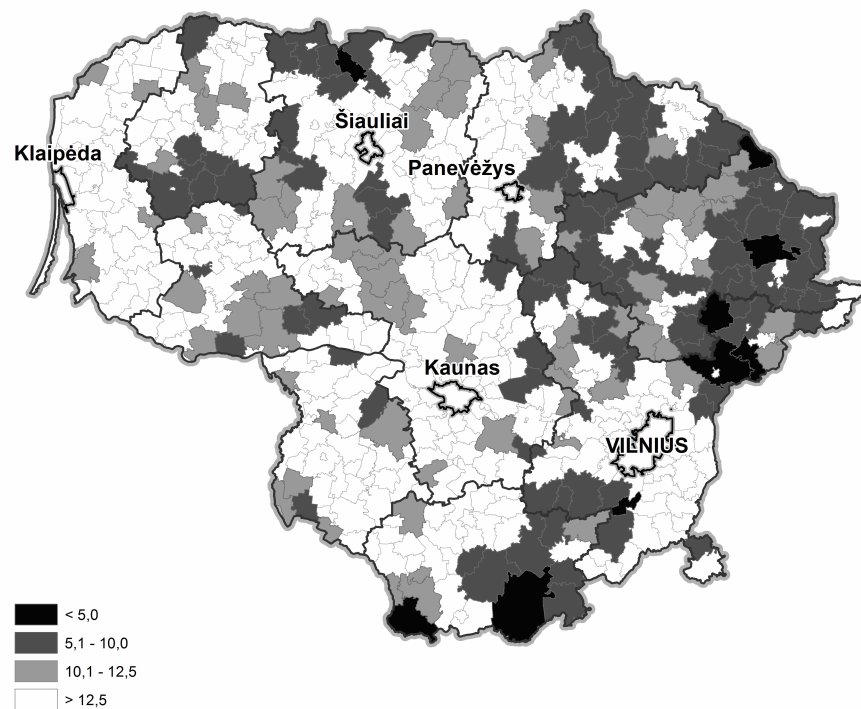 Šiauliai
Klaipėda
Panevėžys
Kaunas
VILNIUS
< 5,0
5,1 - 10,0
10,1 - 12,5
> 12,5